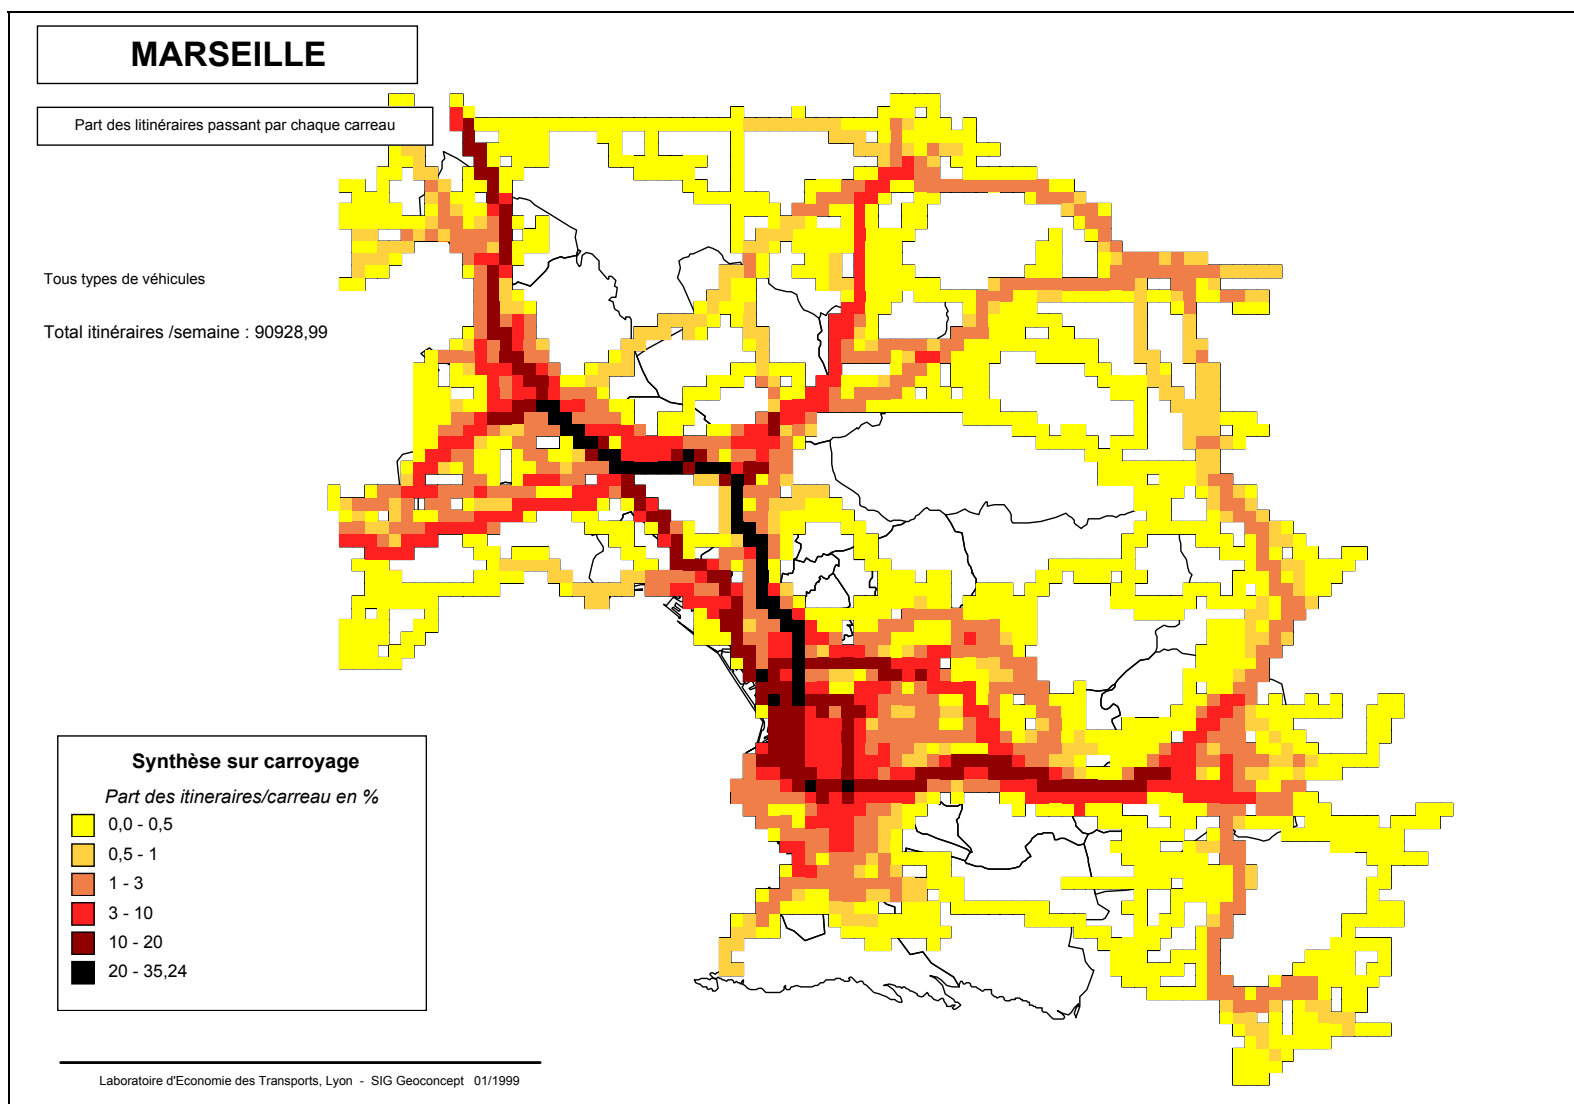 MARSEILLE
Part des litinéraires passant par chaque carreau
Tous types de véhicules
Total itinéraires /semaine : 90928,99
Synthèse sur carroyage
Part des itineraires/carreau en %
0,0 - 0,5
0,5 - 1
1 - 3
3 - 10
10 - 20
20 - 35,24
Laboratoire d'Economie des Transports, Lyon - SIG Geoconcept 01/1999